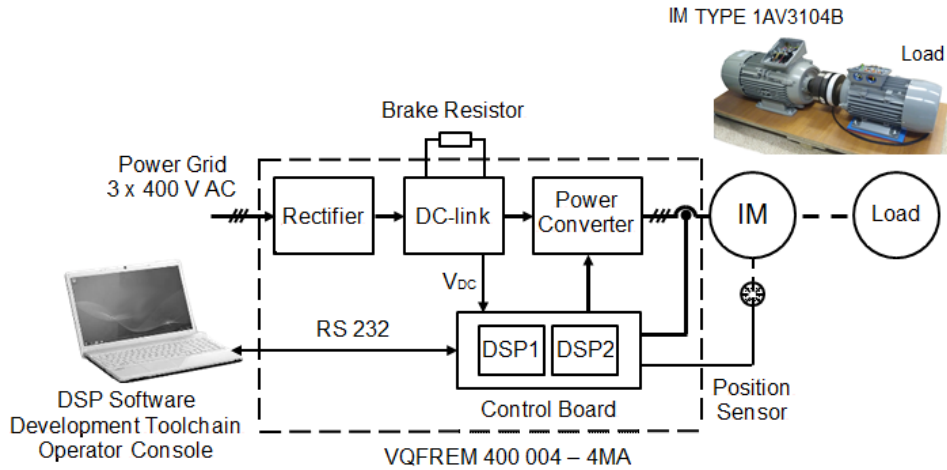 IM TYPE 1AV3104B
Load
Brake Resistor
Power Grid
3 x 400 V AC
Rectifier
DC-link
Power
Converter
IM
Load
VDC
RS 232
DSP1
DSP2
Control Board
Position
Sensor
DSP Software
Development Toolchain
Operator Console
VQFREM 400 004 – 4MA